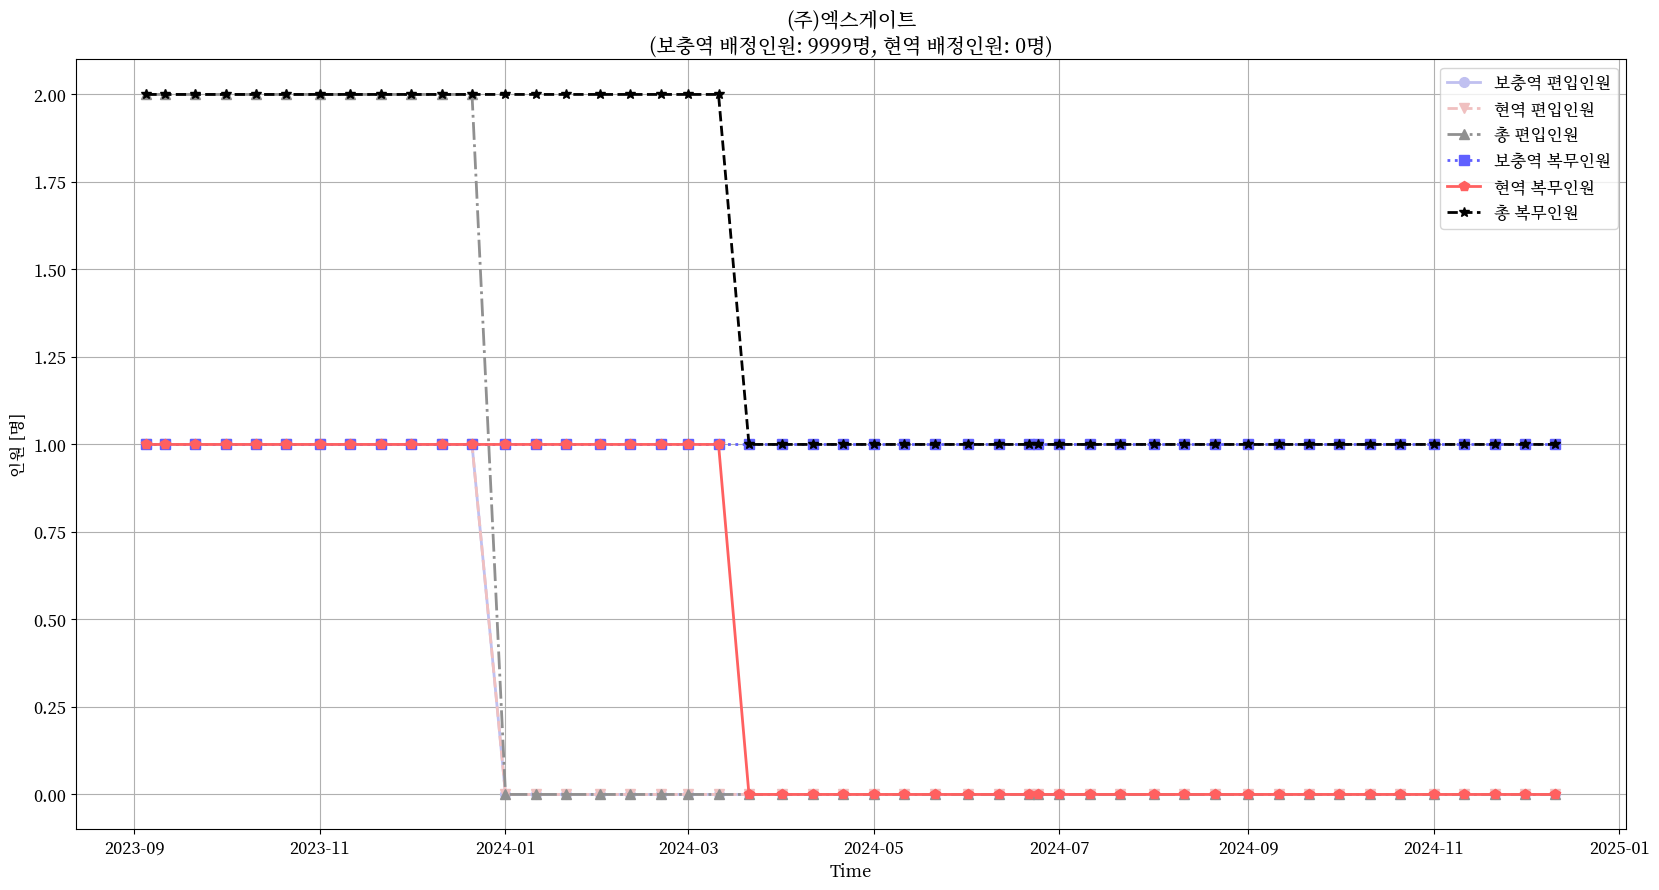 (주)엑스게이트
(보충역 배정인원: 9999명, 현역 배정인원: 0명)
보충역 편입인원
현역 편입인원
총 편입인원
보충역 복무인원
현역 복무인원
총 복무인원
인원 [명]
2.00
1.75
1.50
1.25
1.00
0.75
0.50
0.25
0.00
2023-09 2023-11 2024-01 2024-03 2024-05 2024-07 2024-09 2024-11 2025-01
Time